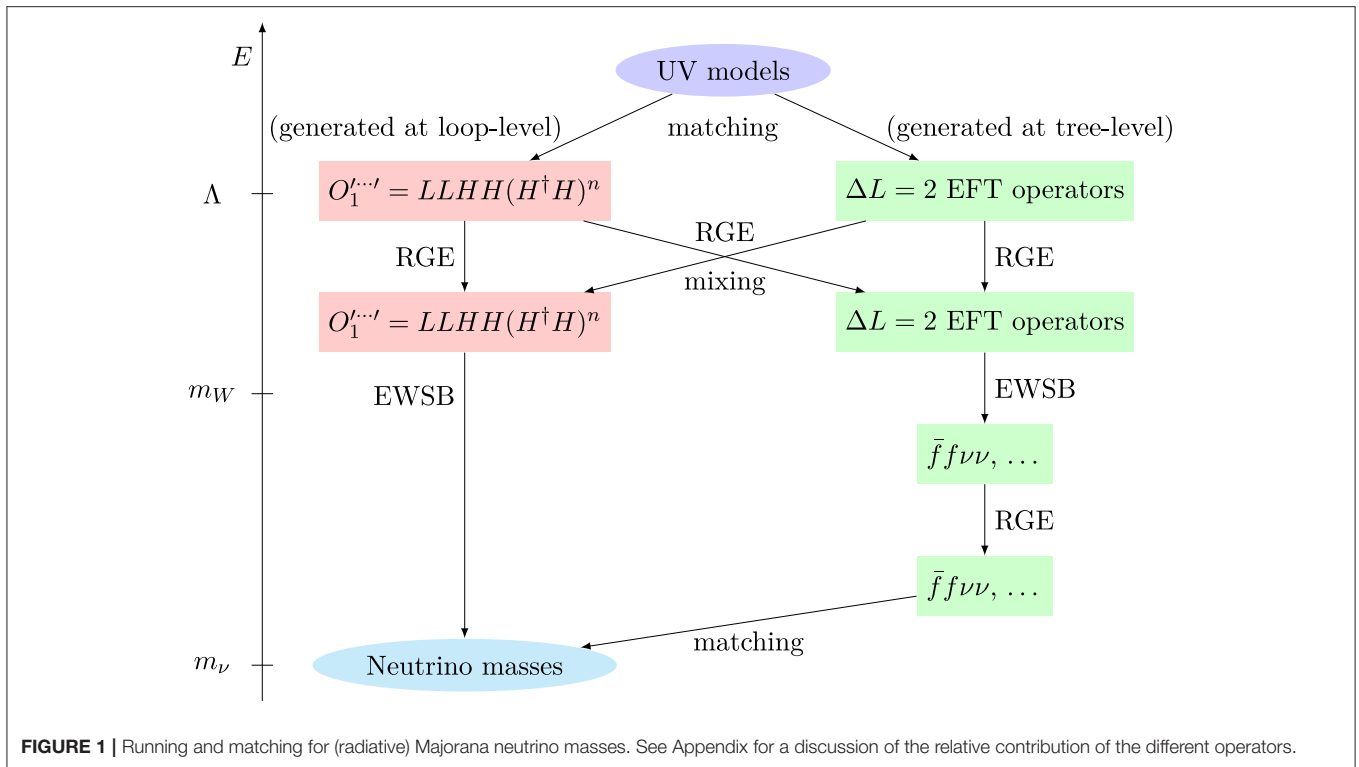 E
UV models
(generated at loop-level)
matching
(generated at tree-level)
Λ
O₁′⋯′ = LLHH(H†H)ⁿ
ΔL = 2 EFT operators
RGE
RGE
RGE
mixing
O₁′⋯′ = LLHH(H†H)ⁿ
ΔL = 2 EFT operators
m_W
EWSB
EWSB
f̄fνν, …
RGE
f̄fνν, …
matching
m_ν
Neutrino masses
FIGURE 1 | Running and matching for (radiative) Majorana neutrino masses. See Appendix for a discussion of the relative contribution of the different operators.